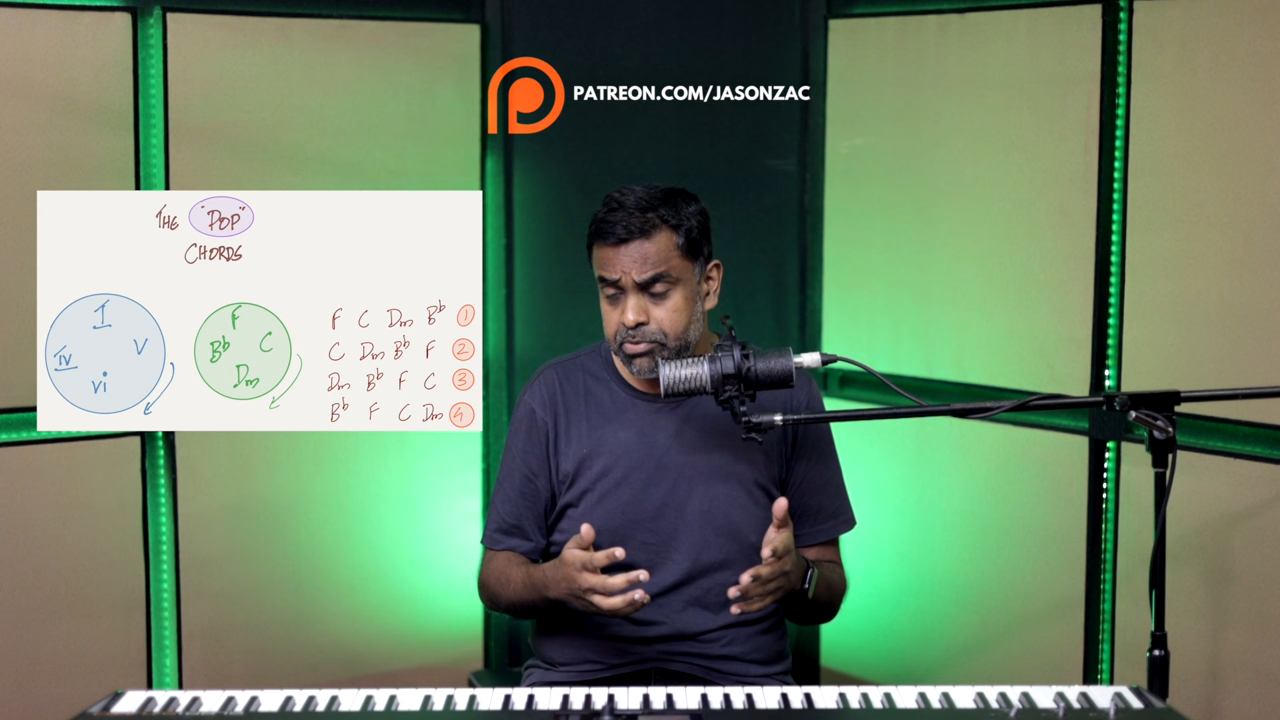 PATREON.COM/JASONZAC
THE "POP"
CHORDS
I
V
vi
IV
F
C
Dm
Bb
F C Dm Bb 1
C Dm Bb F 2
Dm Bb F C 3
Bb F C Dm 4